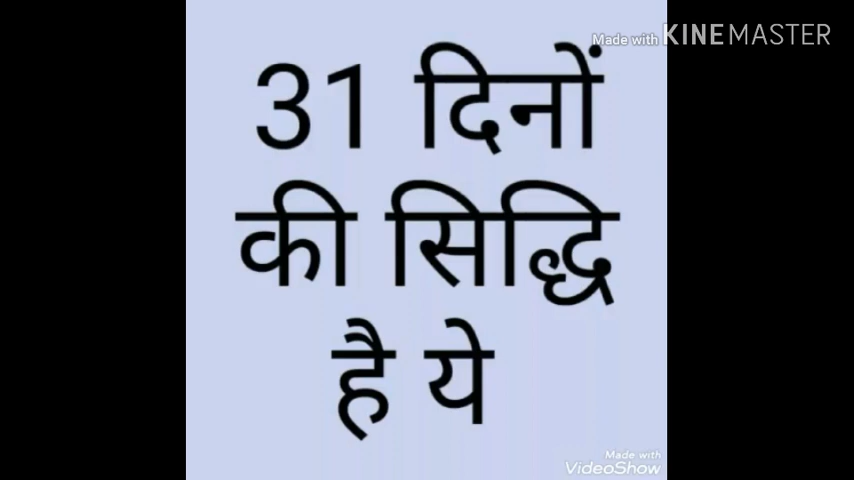 Made with KINEMASTER
31 दिनों
की सिद्धि
है ये
Made with
VideoShow